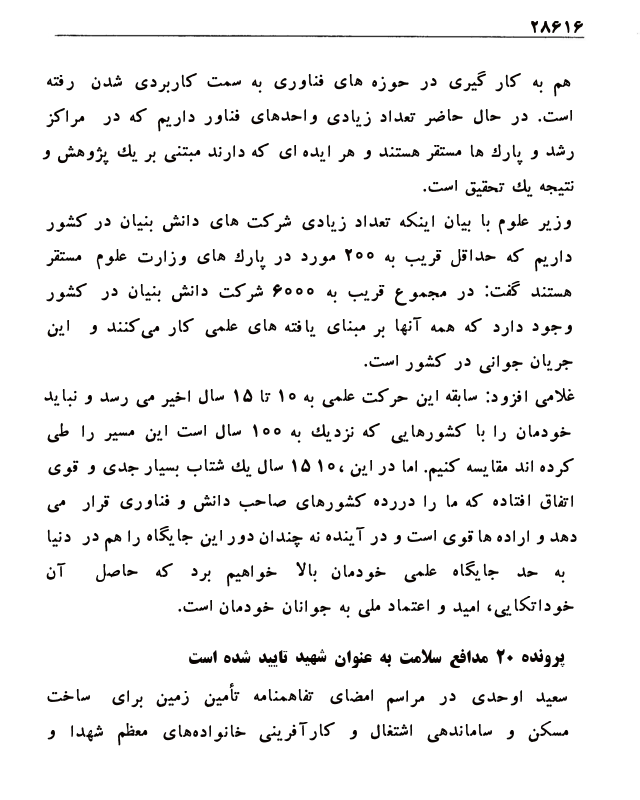 ۲۸۶۱۶
هم به کار گیری در حوزه های فناوری به سمت کاربردی شدن رفته
است. در حال حاضر تعداد زیادی واحدهای فناور داریم که در مراکز
رشد و پارك ها مستقر هستند و هر ایده ای که دارند مبتنی بر یك پژوهش و
نتیجه یك تحقیق است.
وزیر علوم با بیان اینکه تعداد زیادی شرکت های دانش بنیان در کشور
داریم که حداقل قریب به ۲۰۰ مورد در پارك های وزارت علوم مستقر
هستند گفت: در مجموع قریب به ۶۰۰۰ شرکت دانش بنیان در کشور
وجود دارد که همه آنها بر مبنای یافته های علمی کار می‌کنند و این
جریان جوانی در کشور است.
غلامی افزود: سابقه این حرکت علمی به ۱۰ تا ۱۵ سال اخیر می رسد و نباید
خودمان را با کشورهایی که نزدیك به ۱۰۰ سال است این مسیر را طی
کرده اند مقایسه کنیم. اما در این ،۱۰ ۱۵ سال یك شتاب بسیار جدی و قوی
اتفاق افتاده که ما را دررده کشورهای صاحب دانش و فناوری قرار می
دهد و اراده ها قوی است و در آینده نه چندان دور این جایگاه را هم در دنیا
به حد جایگاه علمی خودمان بالا خواهیم برد که حاصل آن
خوداتکایی، امید و اعتماد ملی به جوانان خودمان است.
پرونده ۲۰ مدافع سلامت به عنوان شهید تایید شده است
سعید اوحدی در مراسم امضای تفاهمنامه تأمین زمین برای ساخت
مسکن و ساماندهی اشتغال و کارآفرینی خانواده‌های معظم شهدا و